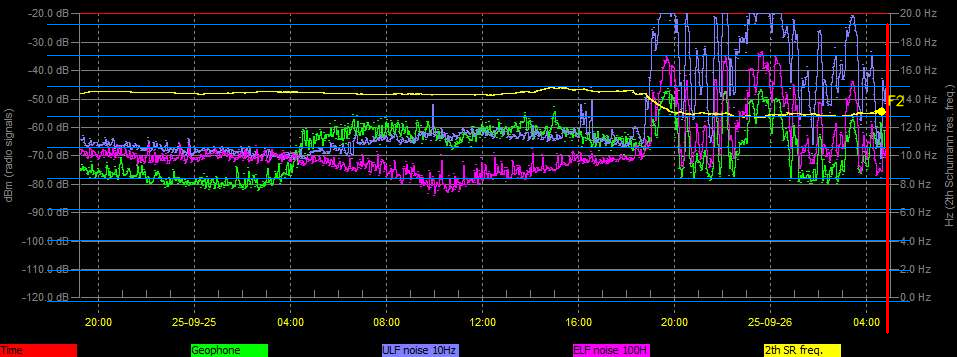 -20.0 dB
-30.0 dB
-40.0 dB
-50.0 dB
-60.0 dB
-70.0 dB
-80.0 dB
-90.0 dB
-100.0 dB
-110.0 dB
-120.0 dB
dBm (radio signals)
20.0 Hz
18.0 Hz
16.0 Hz
14.0 Hz
12.0 Hz
10.0 Hz
8.0 Hz
6.0 Hz
4.0 Hz
2.0 Hz
0.0 Hz
Hz (2th Schumann res. freq.)
F2
20:00 25-09-25 04:00 08:00 12:00 16:00 20:00 25-09-26 04:00
Time Geophone ULF noise 10Hz ELF noise 100H 2th SR freq.